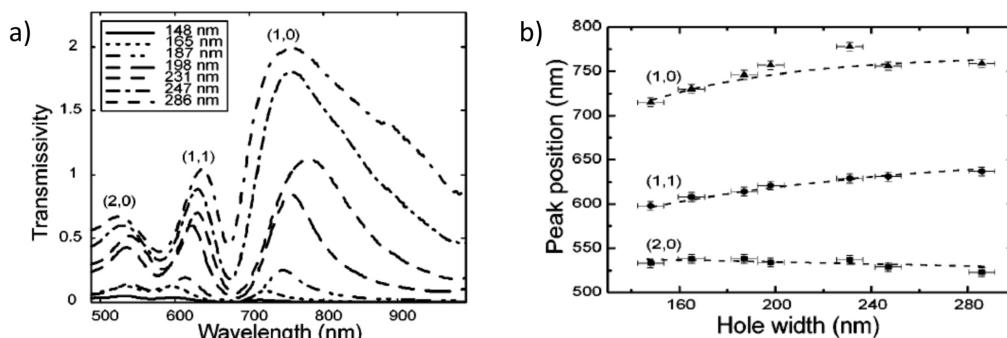 a)
Transmissivity
2
1.5
1
0.5
0
148 nm
165 nm
187 nm
198 nm
231 nm
247 nm
286 nm
(1,0)
(1,1)
(2,0)
500 600 700 800 900
Wavelength (nm)
b)
Peak position (nm)
800
750
700
650
600
550
500
(1,0)
(1,1)
(2,0)
160 200 240 280
Hole width (nm)